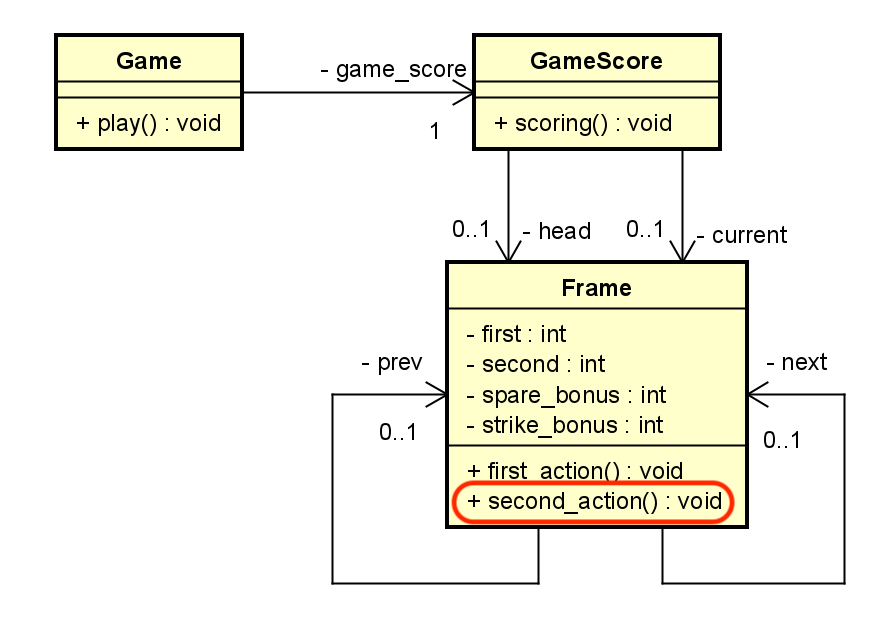 Game
+ play() : void
- game_score
1
GameScore
+ scoring() : void
0..1
- head
0..1
- current
Frame
- first : int
- second : int
- spare_bonus : int
- strike_bonus : int
+ first_action() : void
+ second_action() : void
- prev
0..1
- next
0..1